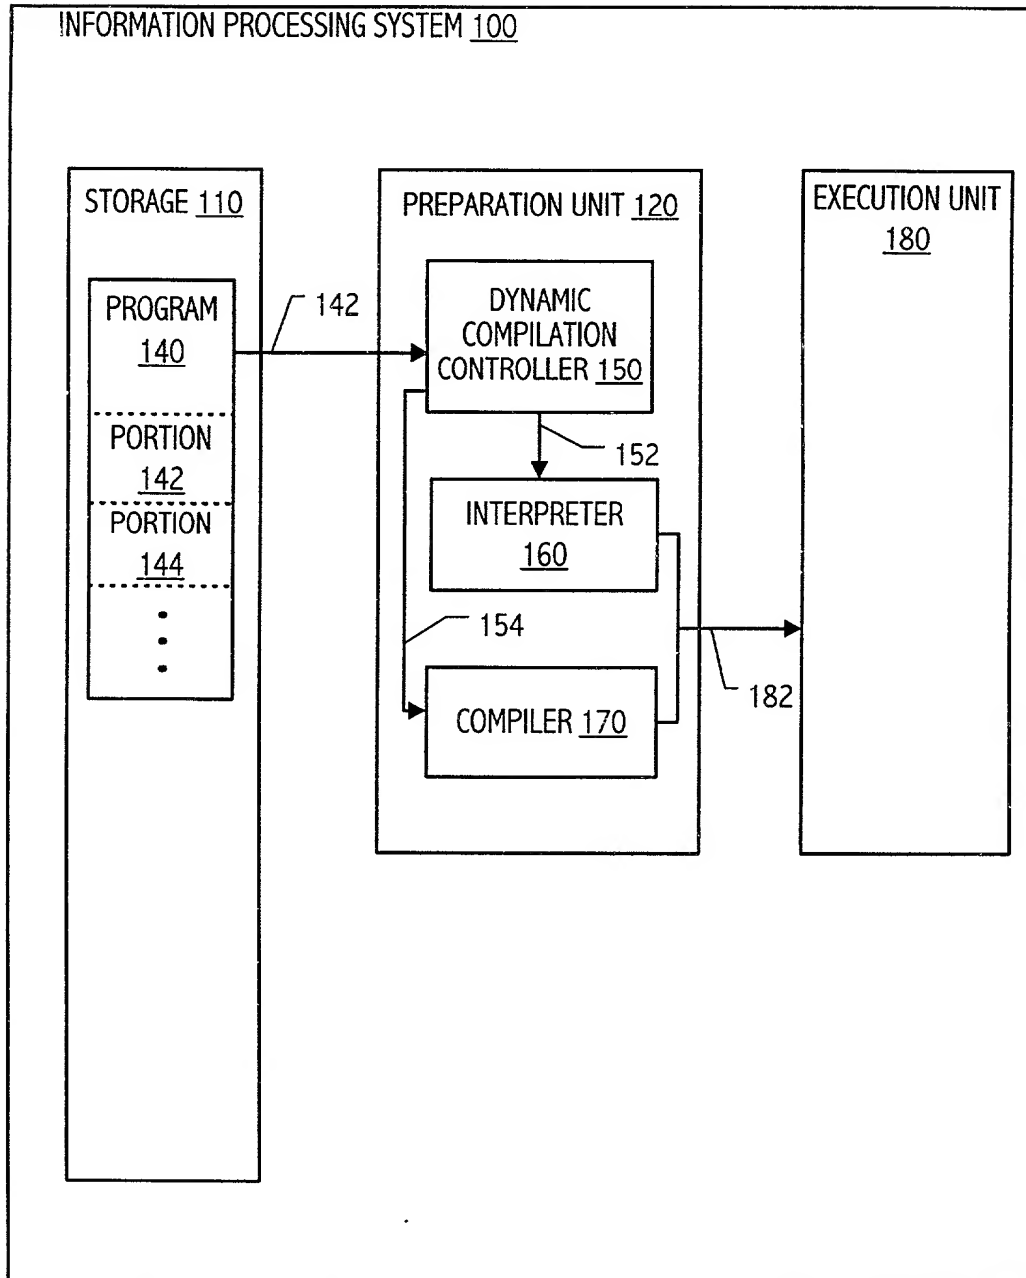 INFORMATION PROCESSING SYSTEM 100
STORAGE 110
PROGRAM
140
PORTION
142
PORTION
144
142
PREPARATION UNIT 120
DYNAMIC
COMPILATION
CONTROLLER 150
152
INTERPRETER
160
154
COMPILER 170
182
EXECUTION UNIT
180